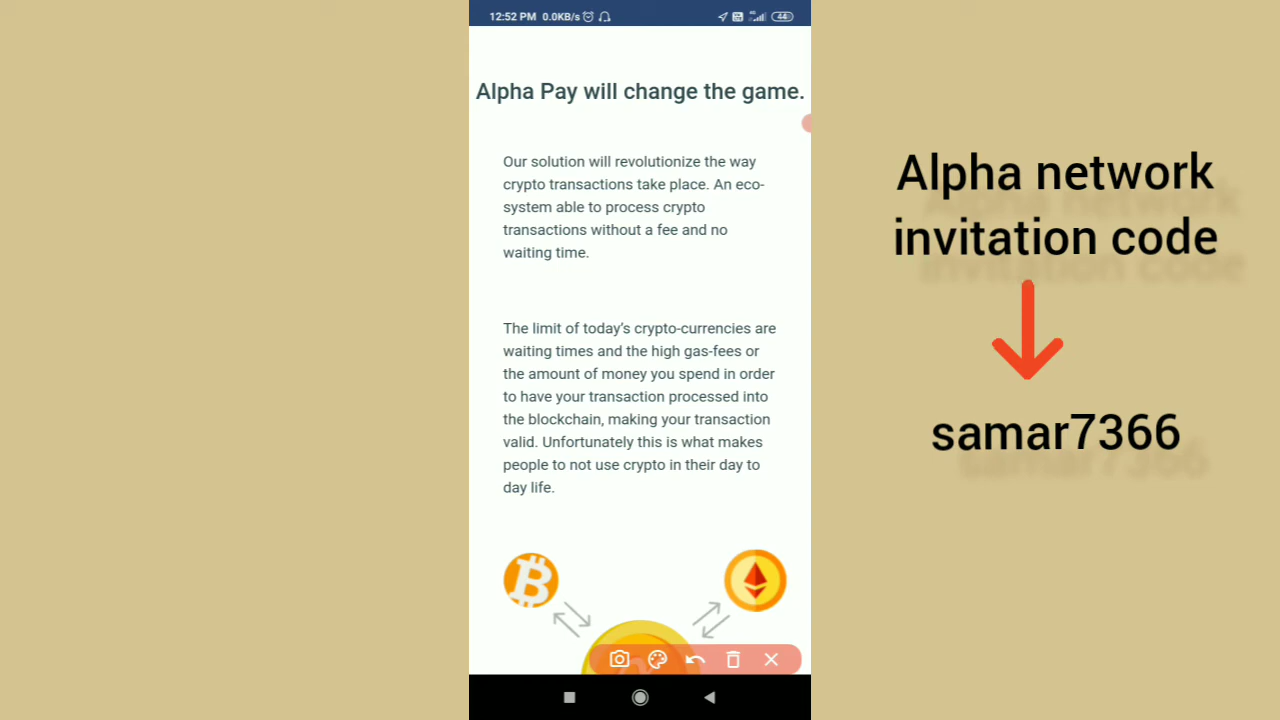 12:52 PM 0.0KB/s
4G
44
Alpha Pay will change the game.
Our solution will revolutionize the way
crypto transactions take place. An eco-
system able to process crypto
transactions without a fee and no
waiting time.
The limit of today’s crypto-currencies are
waiting times and the high gas-fees or
the amount of money you spend in order
to have your transaction processed into
the blockchain, making your transaction
valid. Unfortunately this is what makes
people to not use crypto in their day to
day life.
Alpha network
invitation code
samar7366